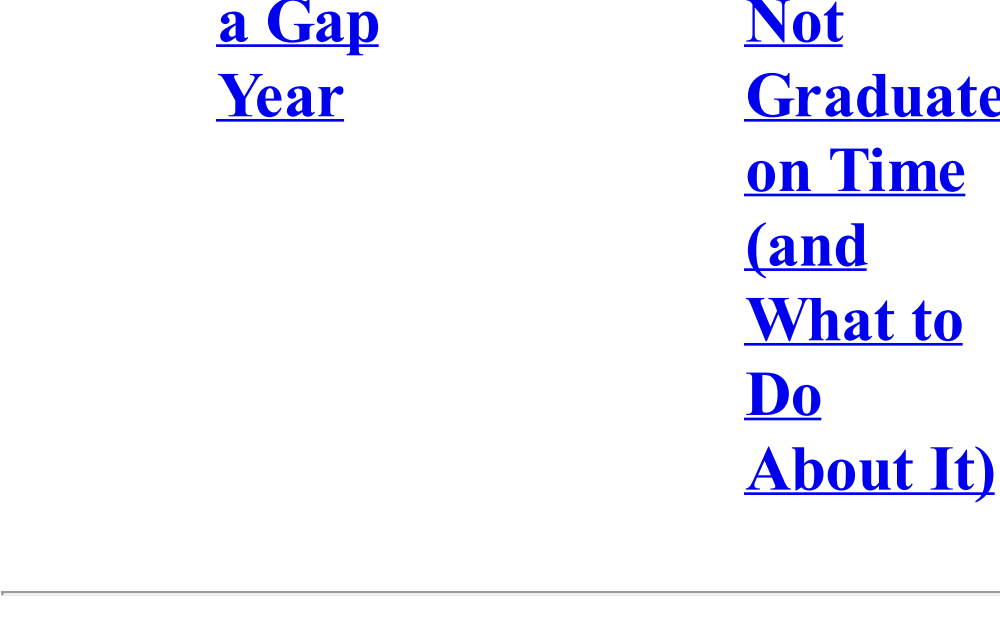 a Gap
Year
Not
Graduate
on Time
(and
What to
Do
About It)